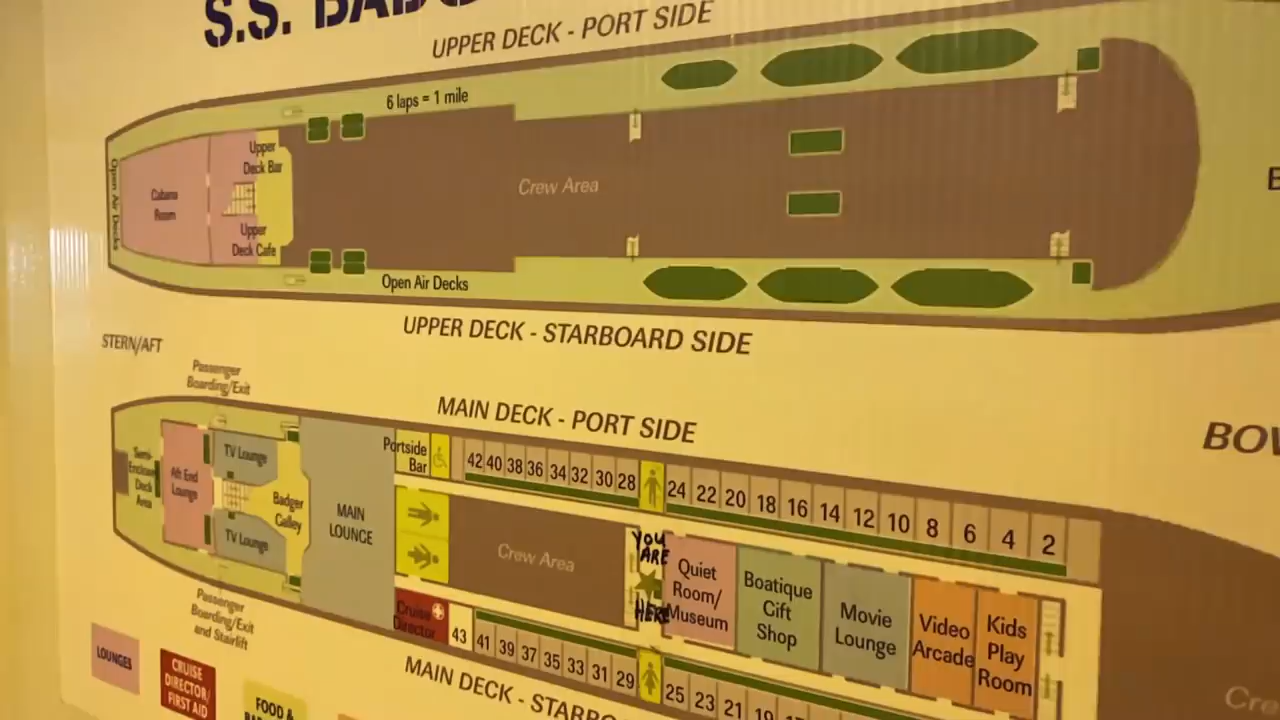 S.S. BADG
UPPER DECK - PORT SIDE
6 laps = 1 mile
Upper
Deck Bar
Open Air Decks
Cabana
Room
Crew Area
Upper
Deck Cafe
Open Air Decks
UPPER DECK - STARBOARD SIDE
STERN/AFT
Passenger
Boarding/Exit
MAIN DECK - PORT SIDE
BOW
Portside
Bar
42 40 38 36 34 32 30 28 24 22 20 18 16 14 12 10 8 6 4 2
Semi-
Enclosed
Deck
Area
Aft End
Lounge
TV Lounge
Badger
Galley
TV Lounge
MAIN
LOUNGE
Crew Area
YOU
ARE
HERE
Quiet
Room/
Museum
Boatique
Gift
Shop
Movie
Lounge
Video
Arcade
Kids
Play
Room
Cruise
Director
43 41 39 37 35 33 31 29 25 23 21 19
Passenger
Boarding/Exit
and Stairlift
MAIN DECK - STARBO
LOUNGES
CRUISE
DIRECTOR/
FIRST AID
FOOD &
Cre